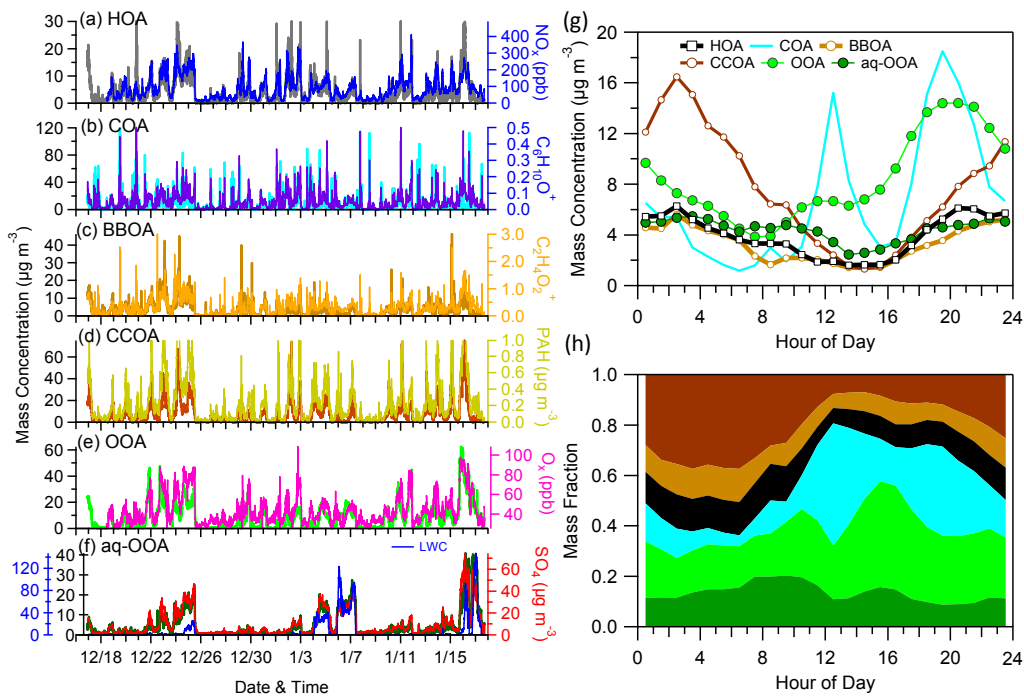 (a) HOA
30
20
10
0
400
300
200
100
0
NOx (ppb)
(b) COA
120
80
40
0
0.5
0.4
0.3
0.2
0.1
0.0
C6H10O+
(c) BBOA
40
30
20
10
0
3.0
2.0
1.0
0.0
C2H4O2+
(d) CCOA
60
40
20
0
1.0
0.8
0.6
0.4
0.2
0.0
PAH (µg m-3)
(e) OOA
60
40
20
0
100
80
60
40
Ox (ppb)
(f) aq-OOA
LWC
120
80
40
0
40
30
20
10
0
60
40
20
0
SO4 (µg m-3)
Mass Concentration (µg m-3)
12/18 12/22 12/26 12/30 1/3 1/7 1/11 1/15
Date & Time
(g)
20
16
12
8
4
0
Mass Concentration (µg m-3)
HOA COA BBOA
CCOA OOA aq-OOA
0 4 8 12 16 20 24
Hour of Day
(h)
1.0
0.8
0.6
0.4
0.2
0.0
Mass Fraction
0 4 8 12 16 20 24
Hour of Day